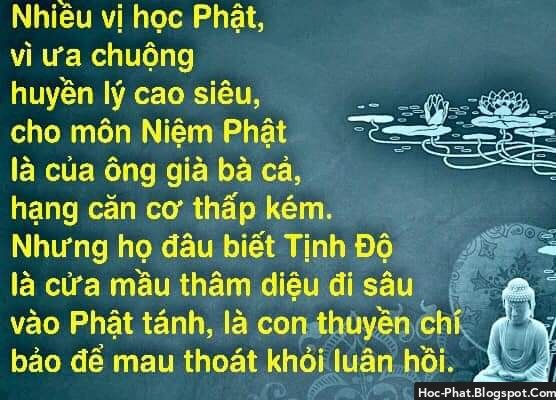 Nhiều vị học Phật,
vì ưa chuộng
huyền lý cao siêu,
cho môn Niệm Phật
là của ông già bà cả,
hạng căn cơ thấp kém.
Nhưng họ đâu biết Tịnh Độ
là cửa mầu thâm diệu đi sâu
vào Phật tánh, là con thuyền chí
bảo để mau thoát khỏi luân hồi.
Hoc-Phat.Blogspot.Com